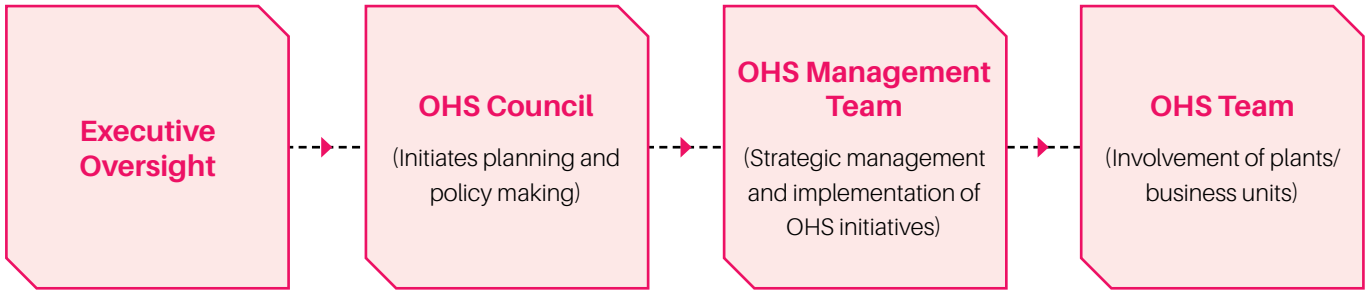 Executive
Oversight
OHS Council
(Initiates planning and
policy making)
OHS Management
Team
(Strategic management
and implementation of
OHS initiatives)
OHS Team
(Involvement of plants/
business units)